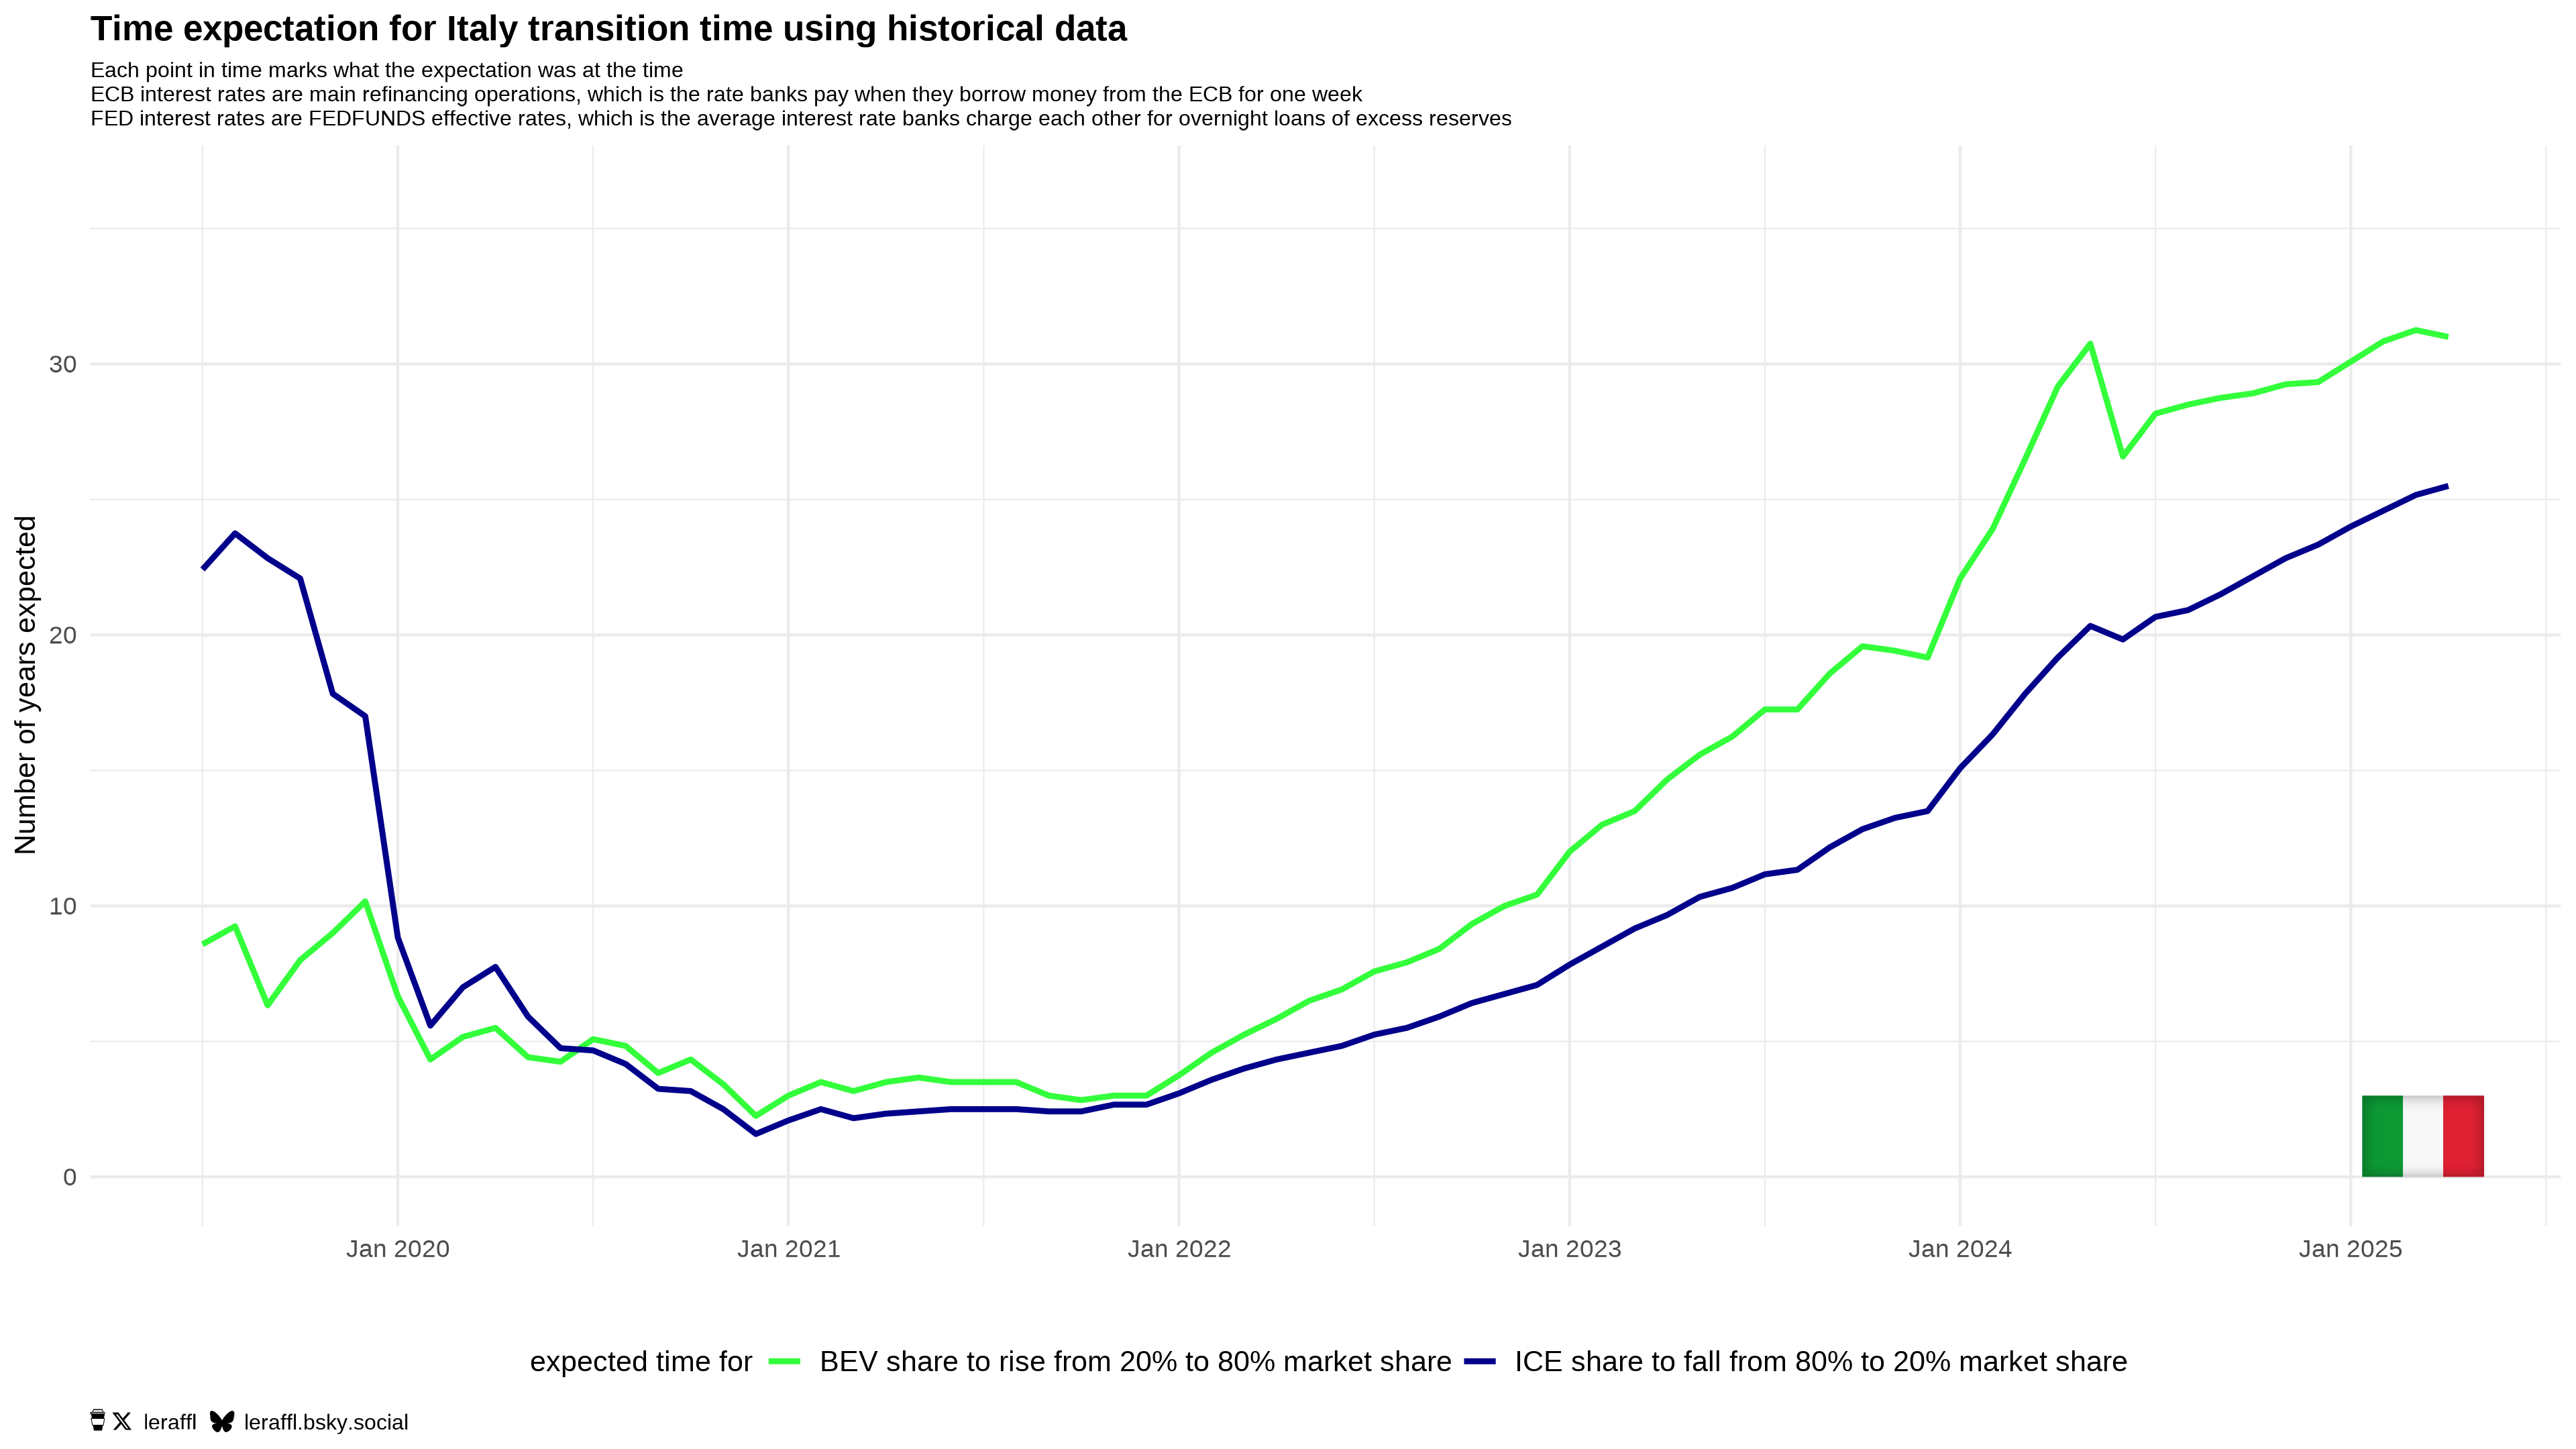 Time expectation for Italy transition time using historical data
Each point in time marks what the expectation was at the time
ECB interest rates are main refinancing operations, which is the rate banks pay when they borrow money from the ECB for one week
FED interest rates are FEDFUNDS effective rates, which is the average interest rate banks charge each other for overnight loans of excess reserves
Number of years expected
30
20
10
0
Jan 2020 Jan 2021 Jan 2022 Jan 2023 Jan 2024 Jan 2025
expected time for BEV share to rise from 20% to 80% market share ICE share to fall from 80% to 20% market share
leraffl leraffl.bsky.social